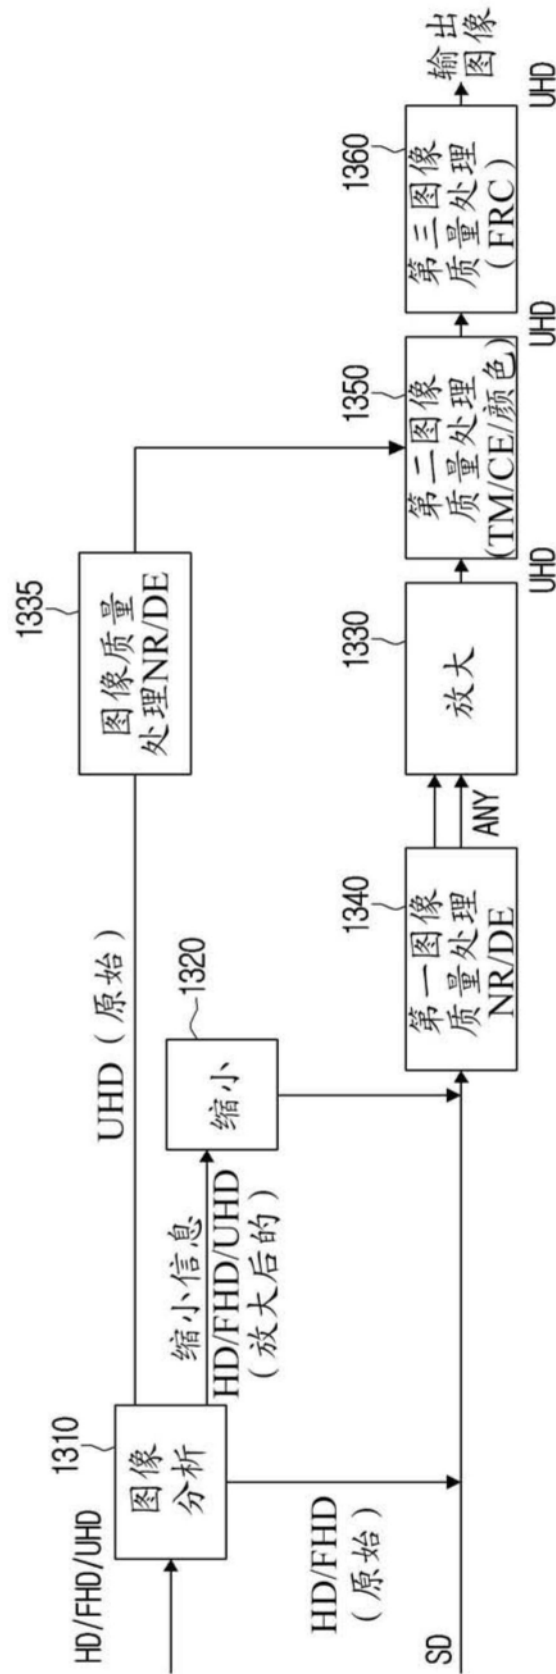 HD/FHD/UHD
1310
图像
分析
UHD（原始）
1335
图像质量
处理NR/DE
缩小信息
HD/FHD/UHD
（放大后的）
1320
缩小
HD/FHD
（原始）
SD
1340
第一图像
质量处理
NR/DE
ANY
1330
放大
UHD
1350
第二图像
质量处理
(TM/CE/颜色)
UHD
1360
第三图像
质量处理
(FRC)
UHD
输出
图像